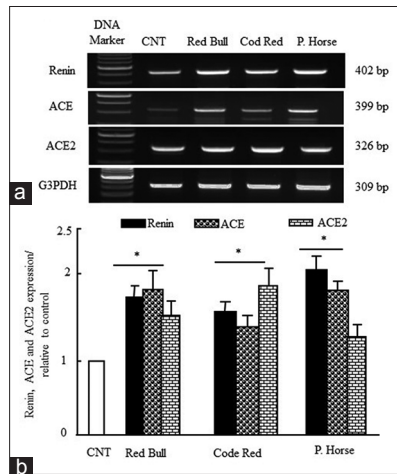 DNA
Marker CNT Red Bull Cod Red P. Horse
Renin 402 bp
ACE 399 bp
ACE2 326 bp
G3PDH 309 bp
a
Renin ACE ACE2
Renin, ACE and ACE2 expression/
relative to control
2.5
2
1
0.5
0
* * *
CNT Red Bull Code Red P. Horse
b